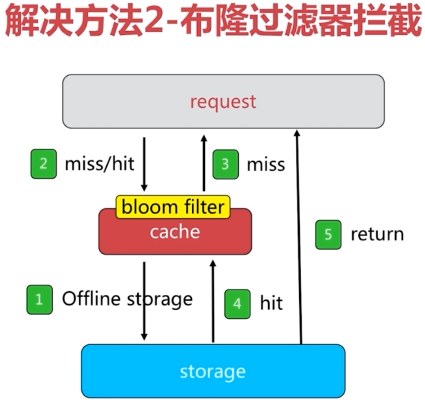 解决方法2-布隆过滤器拦截
request
2 miss/hit
3 miss
bloom filter
cache
5 return
1 Offline storage
4 hit
storage